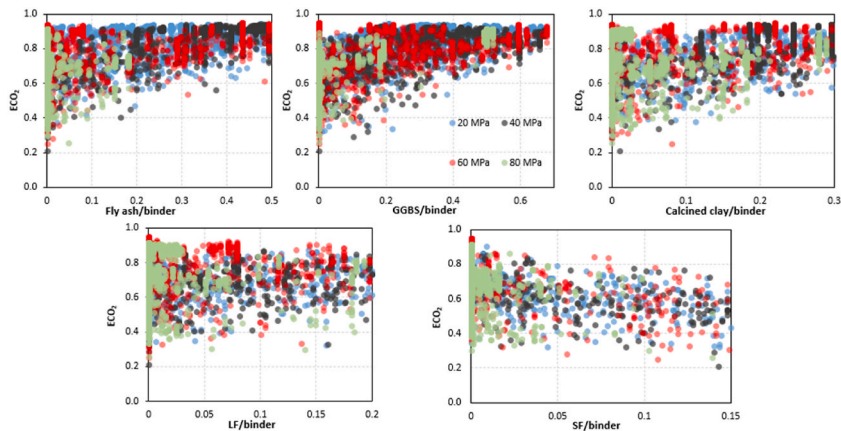 1.0
0.8
0.6
0.4
0.2
0.0
ECO₂
0 0.1 0.2 0.3 0.4 0.5
Fly ash/binder
1.0
0.8
0.6
0.4
0.2
0.0
ECO₂
20 MPa 40 MPa
60 MPa 80 MPa
0 0.2 0.4 0.6
GGBS/binder
1.0
0.8
0.6
0.4
0.2
0.0
ECO₂
0 0.1 0.2 0.3
Calcined clay/binder
1.0
0.8
0.6
0.4
0.2
0.0
ECO₂
0 0.05 0.1 0.15 0.2
LF/binder
1.0
0.8
0.6
0.4
0.2
0.0
ECO₂
0 0.05 0.1 0.15
SF/binder